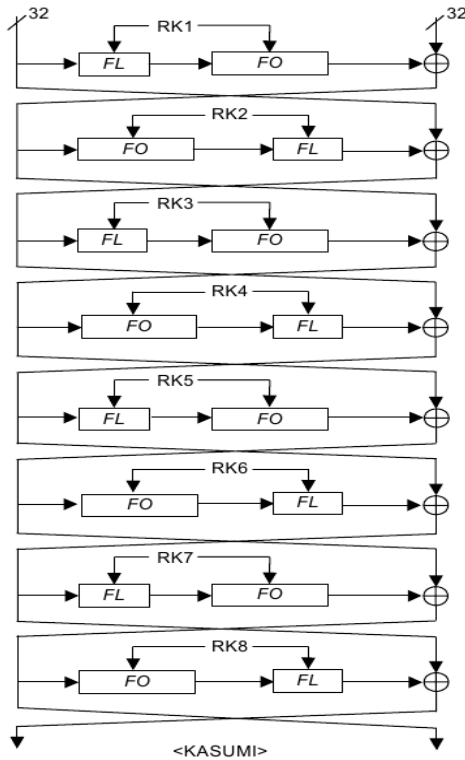 32 32
RK1
FL FO
RK2
FO FL
RK3
FL FO
RK4
FO FL
RK5
FL FO
RK6
FO FL
RK7
FL FO
RK8
FO FL
<KASUMI>